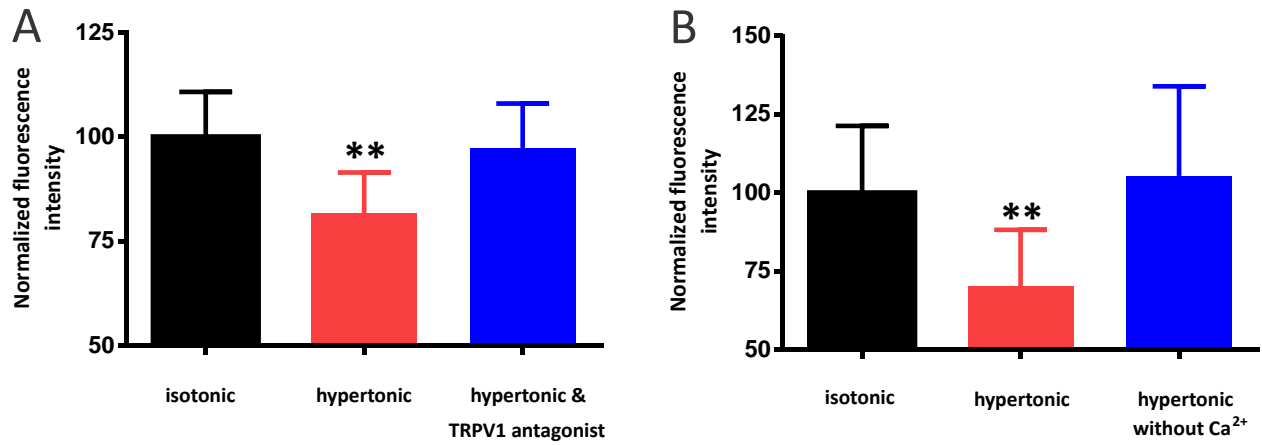 A
Normalized fluorescence
intensity
125
100
75
50
**
isotonic
hypertonic
hypertonic &
TRPV1 antagonist
B
Normalized fluorescence
intensity
150
125
100
75
50
**
isotonic
hypertonic
hypertonic
without Ca²⁺